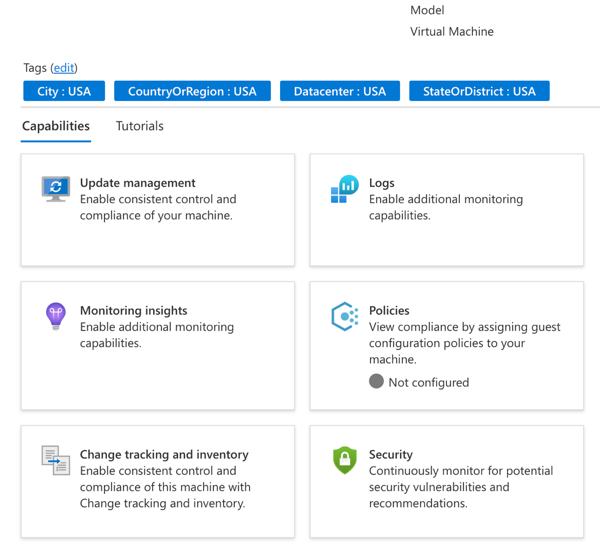 Model
Virtual Machine
Tags (edit)
City : USA
CountryOrRegion : USA
Datacenter : USA
StateOrDistrict : USA
Capabilities
Tutorials
Update management
Enable consistent control and
compliance of your machine.
Logs
Enable additional monitoring
capabilities.
Monitoring insights
Enable additional monitoring
capabilities.
Policies
View compliance by assigning guest
configuration policies to your
machine.
Not configured
Change tracking and inventory
Enable consistent control and
compliance of this machine with
Change tracking and inventory.
Security
Continuously monitor for potential
security vulnerabilities and
recommendations.